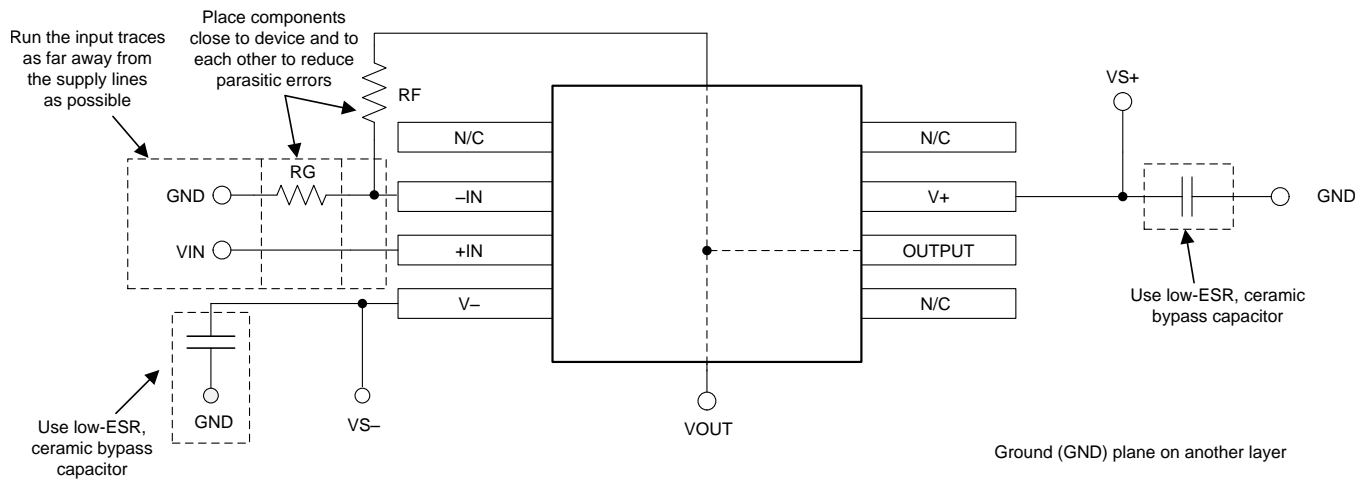 Place components
close to device and to
each other to reduce
parasitic errors
Run the input traces
as far away from
the supply lines
as possible
RF
VS+
N/C
N/C
RG
GND
–IN
V+
GND
VIN
+IN
OUTPUT
V–
N/C
Use low-ESR, ceramic
bypass capacitor
GND
VS–
VOUT
Use low-ESR,
ceramic bypass
capacitor
Ground (GND) plane on another layer